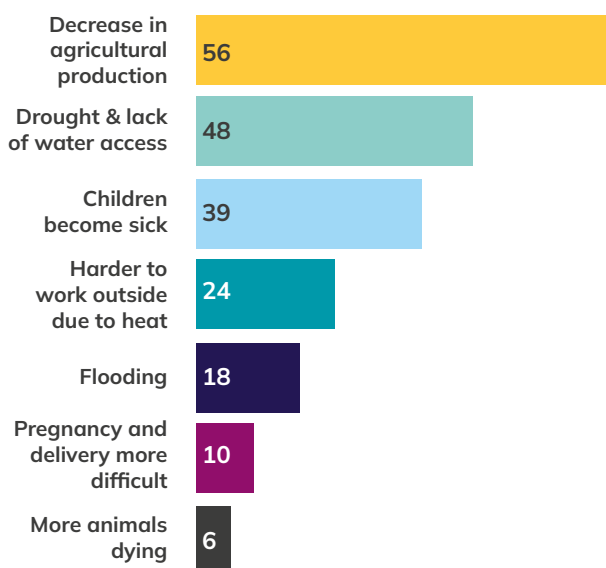 Decrease in
agricultural
production
56
Drought & lack
of water access
48
Children
become sick
39
Harder to
work outside
due to heat
24
Flooding
18
Pregnancy and
delivery more
difficult
10
More animals
dying
6